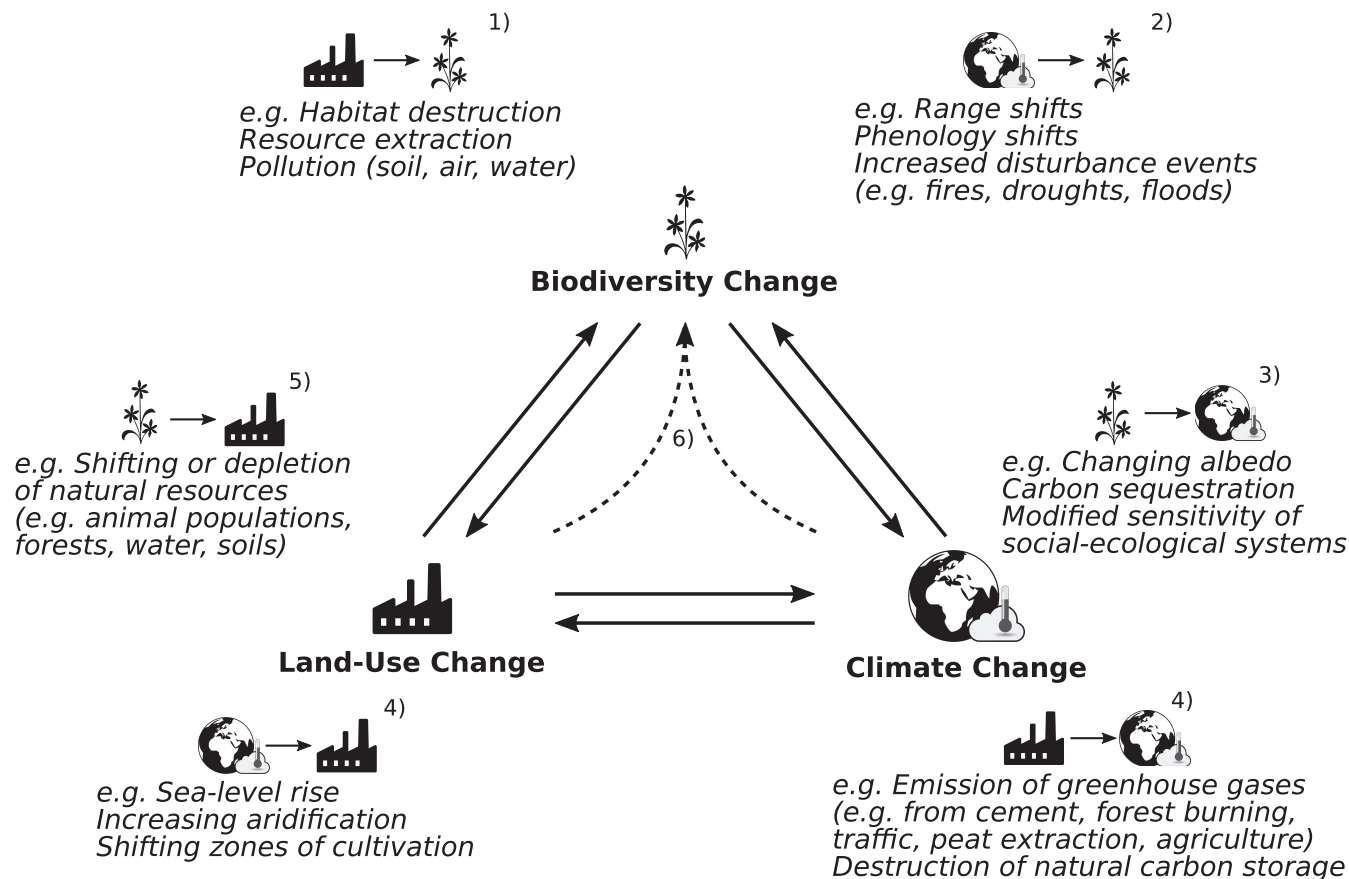 1)
e.g. Habitat destruction
Resource extraction
Pollution (soil, air, water)
2)
e.g. Range shifts
Phenology shifts
Increased disturbance events
(e.g. fires, droughts, floods)
Biodiversity Change
5)
e.g. Shifting or depletion
of natural resources
(e.g. animal populations,
forests, water, soils)
6)
3)
e.g. Changing albedo
Carbon sequestration
Modified sensitivity of
social-ecological systems
Land-Use Change
Climate Change
4)
e.g. Sea-level rise
Increasing aridification
Shifting zones of cultivation
4)
e.g. Emission of greenhouse gases
(e.g. from cement, forest burning,
traffic, peat extraction, agriculture)
Destruction of natural carbon storage